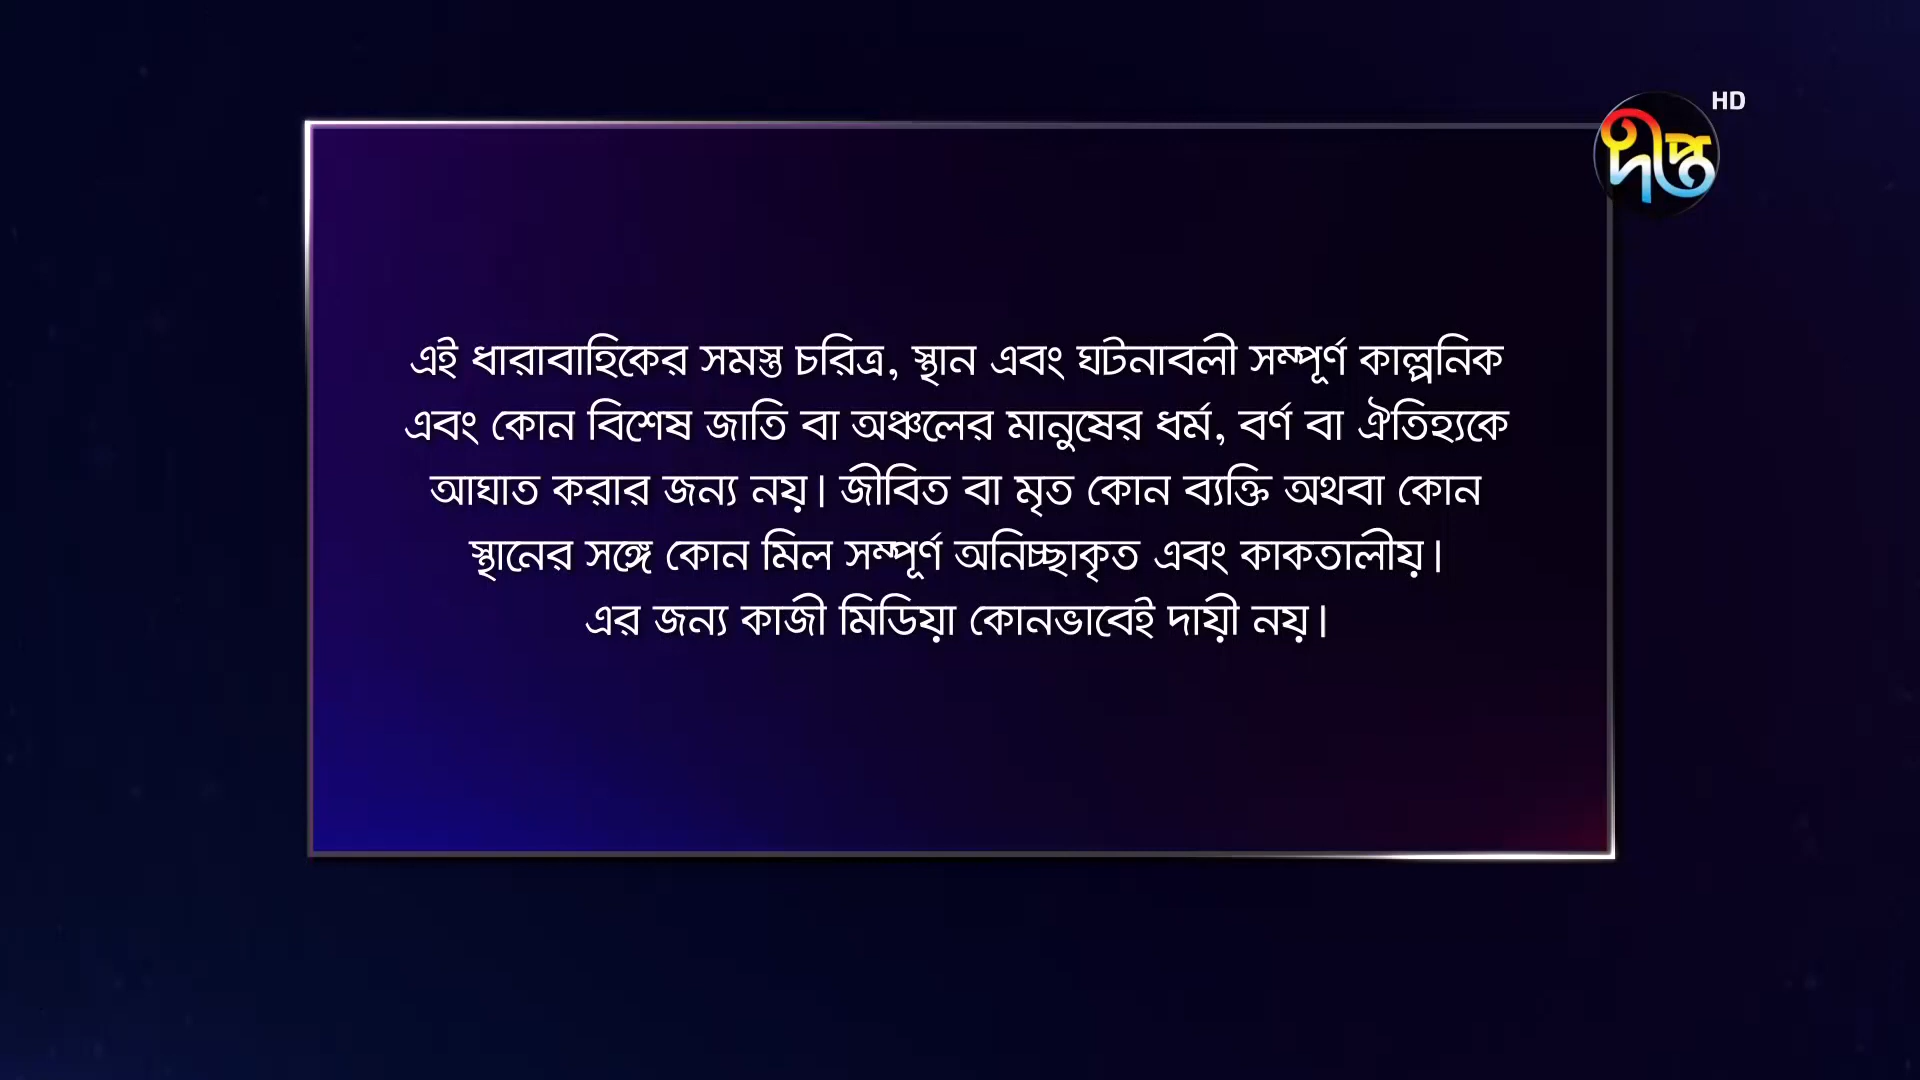 HD
দীপ্ত
এই ধারাবাহিকের সমস্ত চরিত্র, স্থান এবং ঘটনাবলী সম্পূর্ণ কাল্পনিক
এবং কোন বিশেষ জাতি বা অঞ্চলের মানুষের ধর্ম, বর্ণ বা ঐতিহ্যকে
আঘাত করার জন্য নয়। জীবিত বা মৃত কোন ব্যক্তি অথবা কোন
স্থানের সঙ্গে কোন মিল সম্পূর্ণ অনিচ্ছাকৃত এবং কাকতালীয়।
এর জন্য কাজী মিডিয়া কোনভাবেই দায়ী নয়।